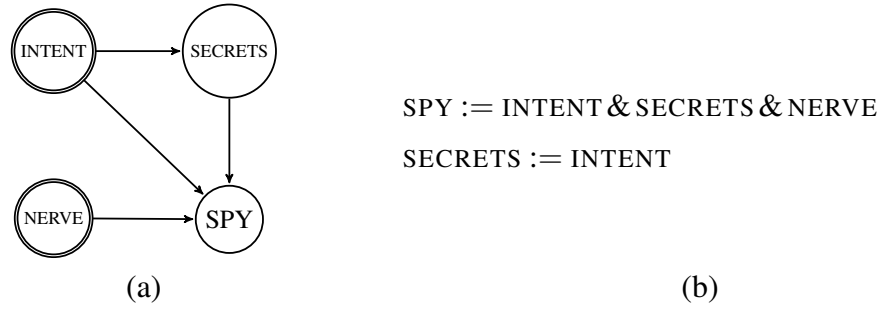 INTENT
SECRETS
NERVE
SPY
(a)
SPY := INTENT & SECRETS & NERVE
SECRETS := INTENT
(b)